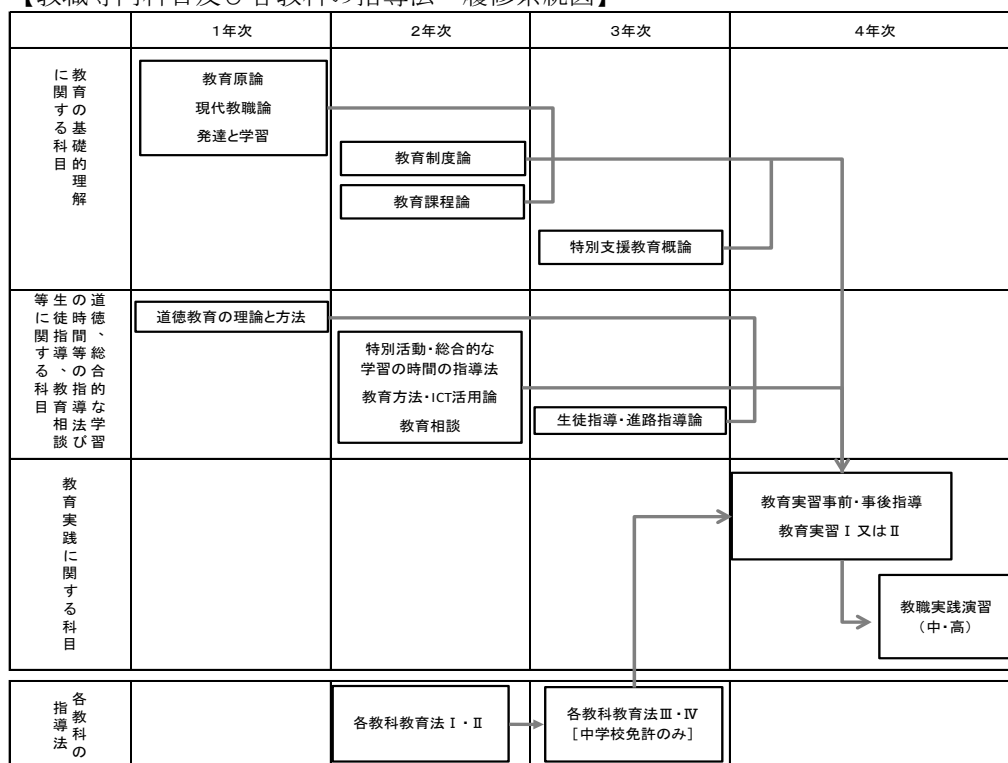 【教職専門科目及び各教科の指導法 履修系統図】
1年次
2年次
3年次
4年次
教育の基礎的理解
に関する科目
教育原論
現代教職論
発達と学習
教育制度論
教育課程論
特別支援教育概論
道徳、総合的な学習
の時間等の指導法及び
生徒指導、教育相談
等に関する科目
道徳教育の理論と方法
特別活動・総合的な
学習の時間の指導法
教育方法・ICT活用論
教育相談
生徒指導・進路指導論
教育実践に関する科目
教育実習事前・事後指導
教育実習Ⅰ又はⅡ
教職実践演習
（中・高）
各教科の
指導法
各教科教育法Ⅰ・Ⅱ
各教科教育法Ⅲ・Ⅳ
［中学校免許のみ］